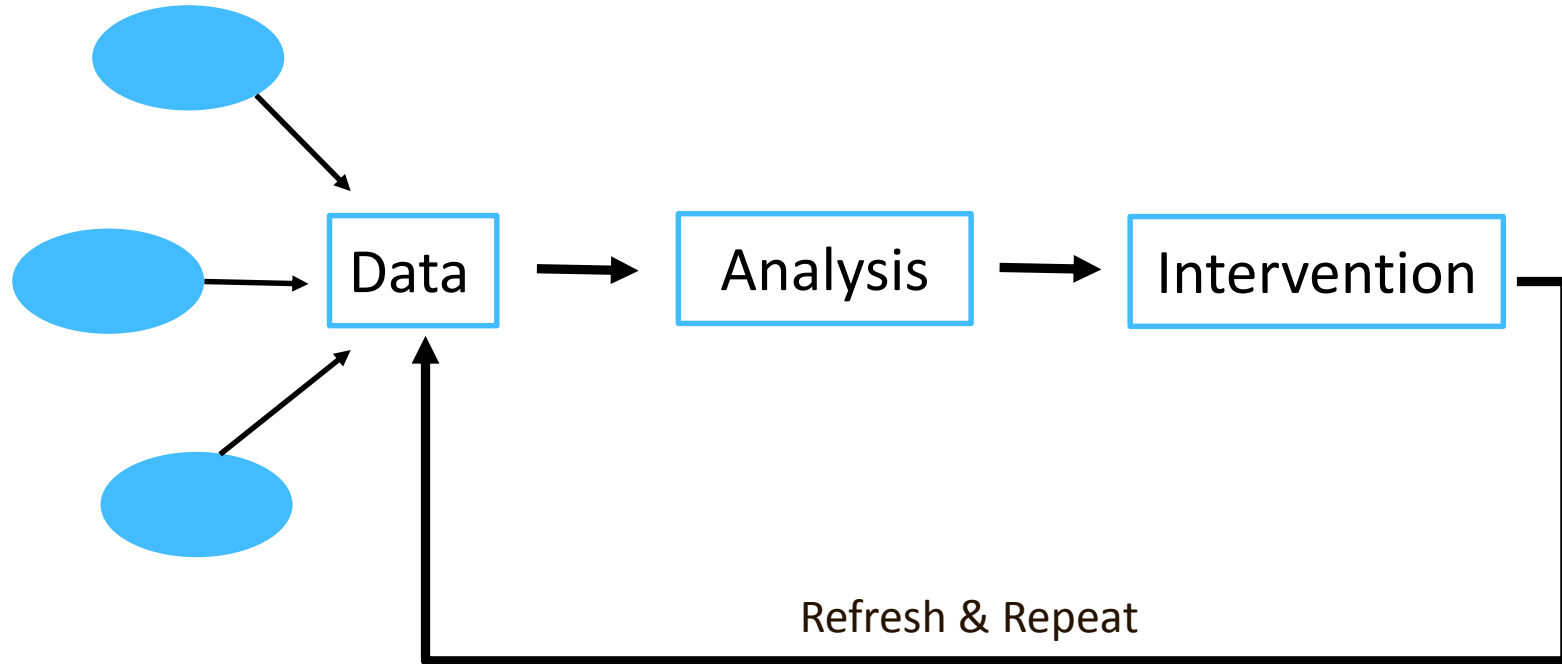 Data
Analysis
Intervention
Refresh & Repeat